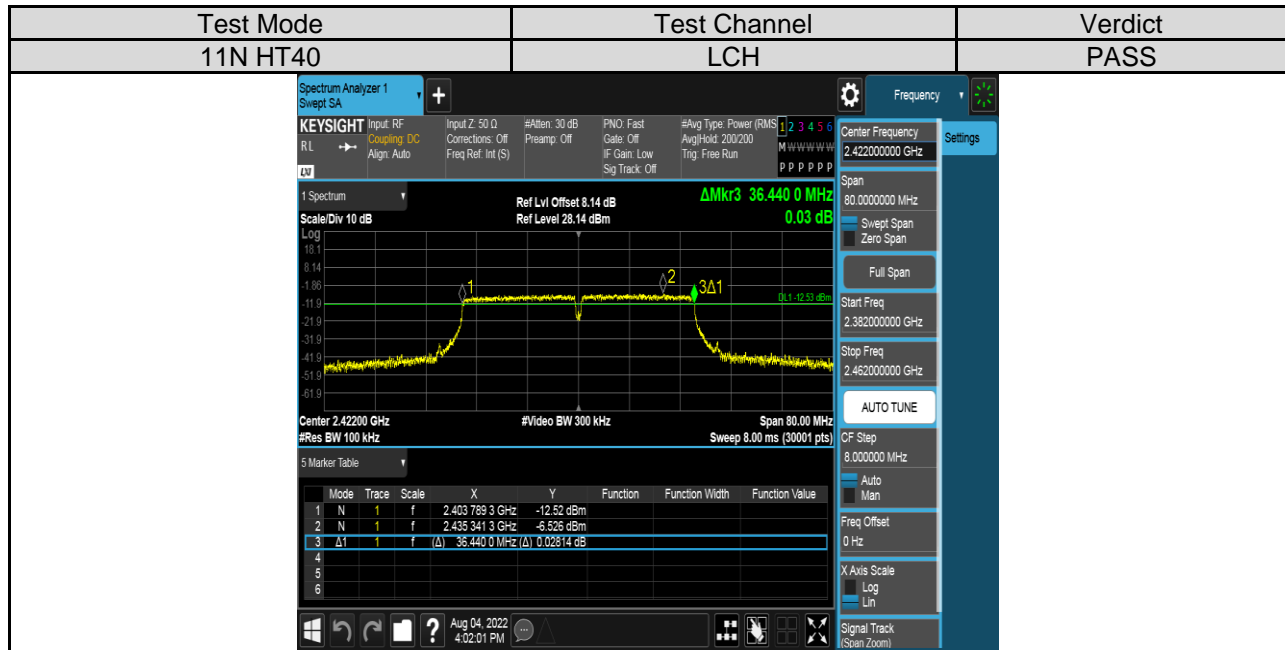 Test Mode Test Channel Verdict
11N HT40 LCH PASS
Spectrum Analyzer 1
Swept SA
+
Frequency
KEYSIGHT Input: RF Input Z: 50 Ω #Atten: 30 dB PNO: Fast #Avg Type: Power (RMS 1 2 3 4 5 6
RL Coupling: DC Corrections: Off Preamp: Off Gate: Off Avg|Hold: 200/200 M W W W W W
Align: Auto Freq Ref: Int (S) IF Gain: Low Trig: Free Run
LXI Sig Track: Off P P P P P P
Center Frequency
2.422000000 GHz
Settings
1 Spectrum
Ref Lvl Offset 8.14 dB ΔMkr3 36.440 0 MHz
Scale/Div 10 dB Ref Level 28.14 dBm 0.03 dB
Log
18.1
8.14
-1.86
-11.9
-21.9
-31.9
-41.9
-51.9
-61.9
1
2
3Δ1
DL1 -12.53 dBm
Center 2.42200 GHz #Video BW 300 kHz Span 80.00 MHz
#Res BW 100 kHz Sweep 8.00 ms (30001 pts)
Span
80.0000000 MHz
Swept Span
Zero Span
Full Span
Start Freq
2.382000000 GHz
Stop Freq
2.462000000 GHz
AUTO TUNE
CF Step
8.000000 MHz
Auto
Man
Freq Offset
0 Hz
X Axis Scale
Log
Lin
Signal Track
(Span Zoom)
5 Marker Table
Mode Trace Scale X Y Function Function Width Function Value
1 N 1 f 2.403 789 3 GHz -12.52 dBm
2 N 1 f 2.435 341 3 GHz -6.526 dBm
3 Δ1 1 f (Δ) 36.440 0 MHz (Δ) 0.02814 dB
4
5
6
? Aug 04, 2022
4:02:01 PM